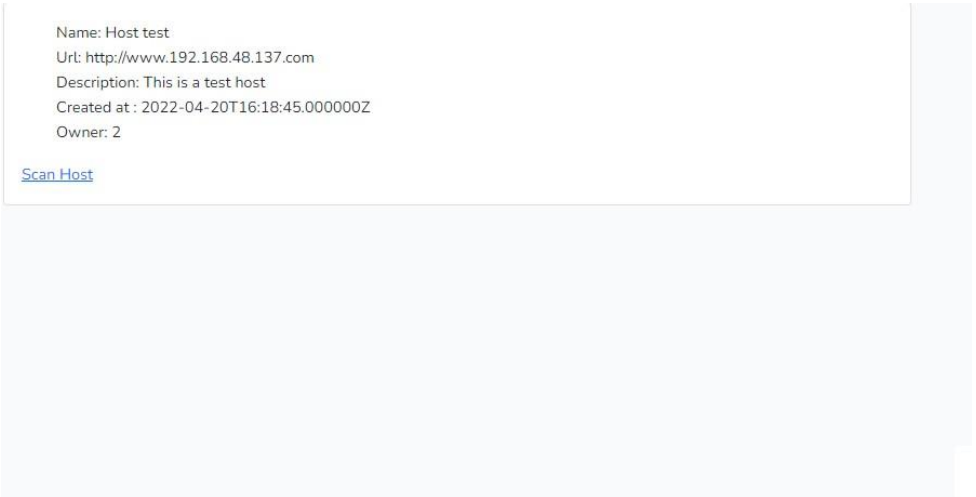 Name: Host test
Url: http://www.192.168.48.137.com
Description: This is a test host
Created at : 2022-04-20T16:18:45.000000Z
Owner: 2
Scan Host